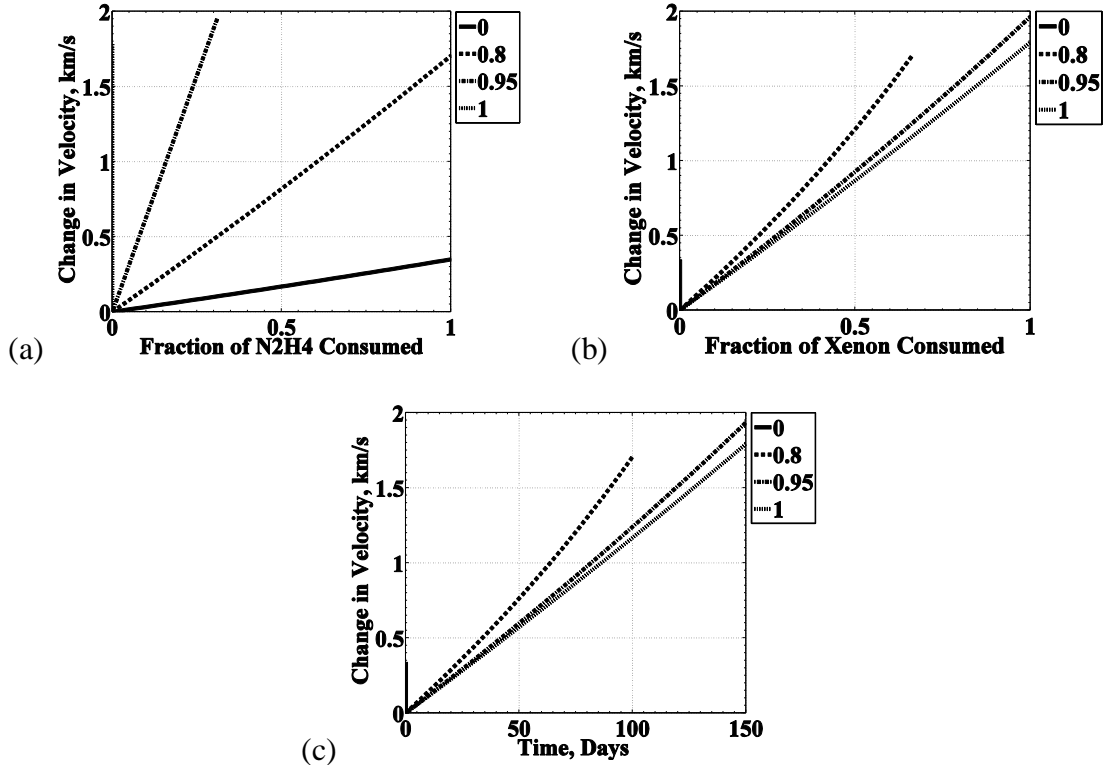 2
1.5
1
0.5
0
Change in Velocity, km/s
0 0.5 1
Fraction of N2H4 Consumed
0
0.8
0.95
1
(a)
2
1.5
1
0.5
0
Change in Velocity, km/s
0 0.5 1
Fraction of Xenon Consumed
0
0.8
0.95
1
(b)
2
1.5
1
0.5
0
Change in Velocity, km/s
0 50 100 150
Time, Days
0
0.8
0.95
1
(c)